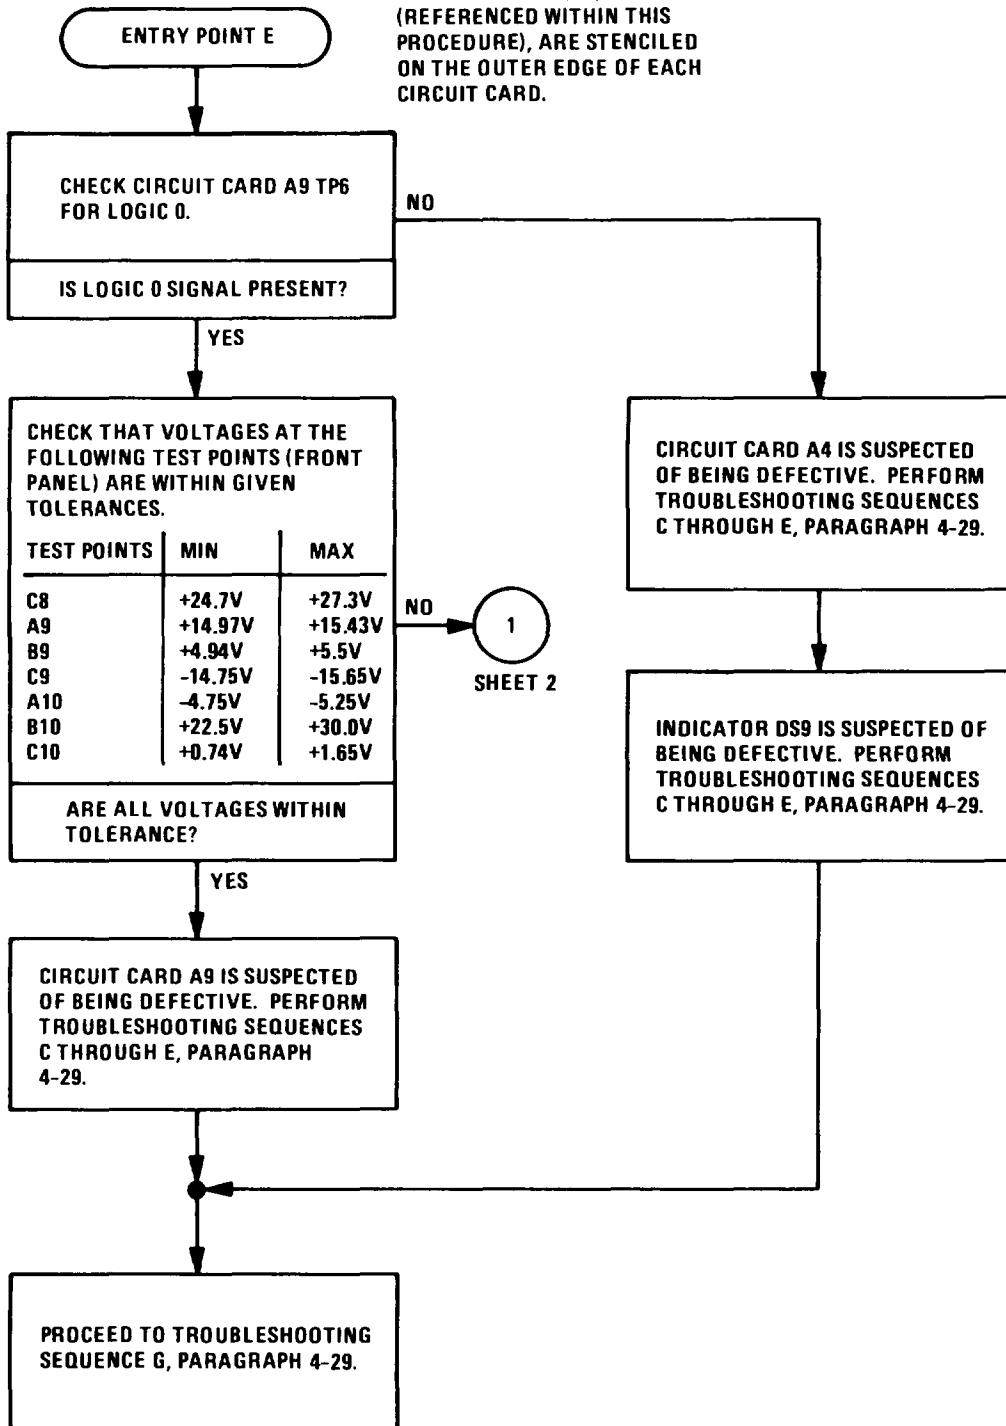 (REFERENCED WITHIN THIS
PROCEDURE), ARE STENCILED
ON THE OUTER EDGE OF EACH
CIRCUIT CARD.
ENTRY POINT E
CHECK CIRCUIT CARD A9 TP6
FOR LOGIC 0.
IS LOGIC 0 SIGNAL PRESENT?
NO
YES
CHECK THAT VOLTAGES AT THE
FOLLOWING TEST POINTS (FRONT
PANEL) ARE WITHIN GIVEN
TOLERANCES.
TEST POINTS MIN MAX
C8 +24.7V +27.3V
A9 +14.97V +15.43V
B9 +4.94V +5.5V
C9 -14.75V -15.65V
A10 -4.75V -5.25V
B10 +22.5V +30.0V
C10 +0.74V +1.65V
ARE ALL VOLTAGES WITHIN
TOLERANCE?
NO
1
SHEET 2
YES
CIRCUIT CARD A4 IS SUSPECTED
OF BEING DEFECTIVE. PERFORM
TROUBLESHOOTING SEQUENCES
C THROUGH E, PARAGRAPH 4-29.
INDICATOR DS9 IS SUSPECTED OF
BEING DEFECTIVE. PERFORM
TROUBLESHOOTING SEQUENCES
C THROUGH E, PARAGRAPH 4-29.
CIRCUIT CARD A9 IS SUSPECTED
OF BEING DEFECTIVE. PERFORM
TROUBLESHOOTING SEQUENCES
C THROUGH E, PARAGRAPH
4-29.
PROCEED TO TROUBLESHOOTING
SEQUENCE G, PARAGRAPH 4-29.